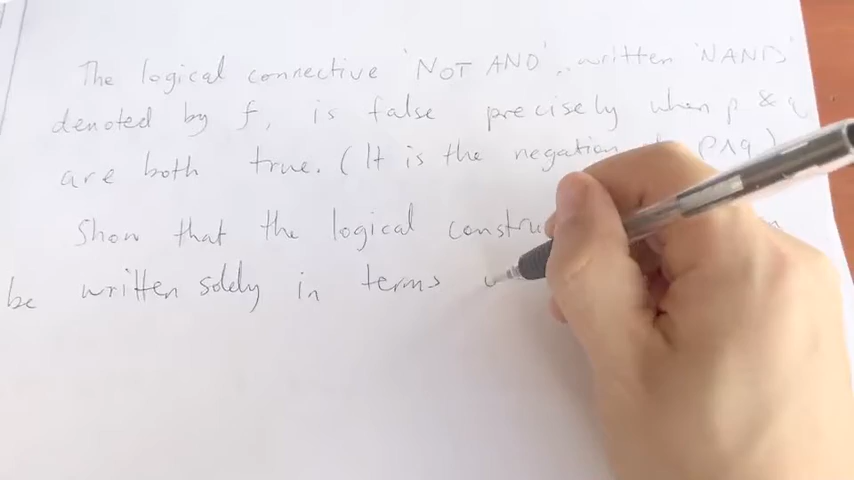 The logical connective 'NOT AND', written 'NAND'
denoted by f, is false precisely when p & q
are both true. (It is the negation p∧q)
Show that the logical
be written solely in terms